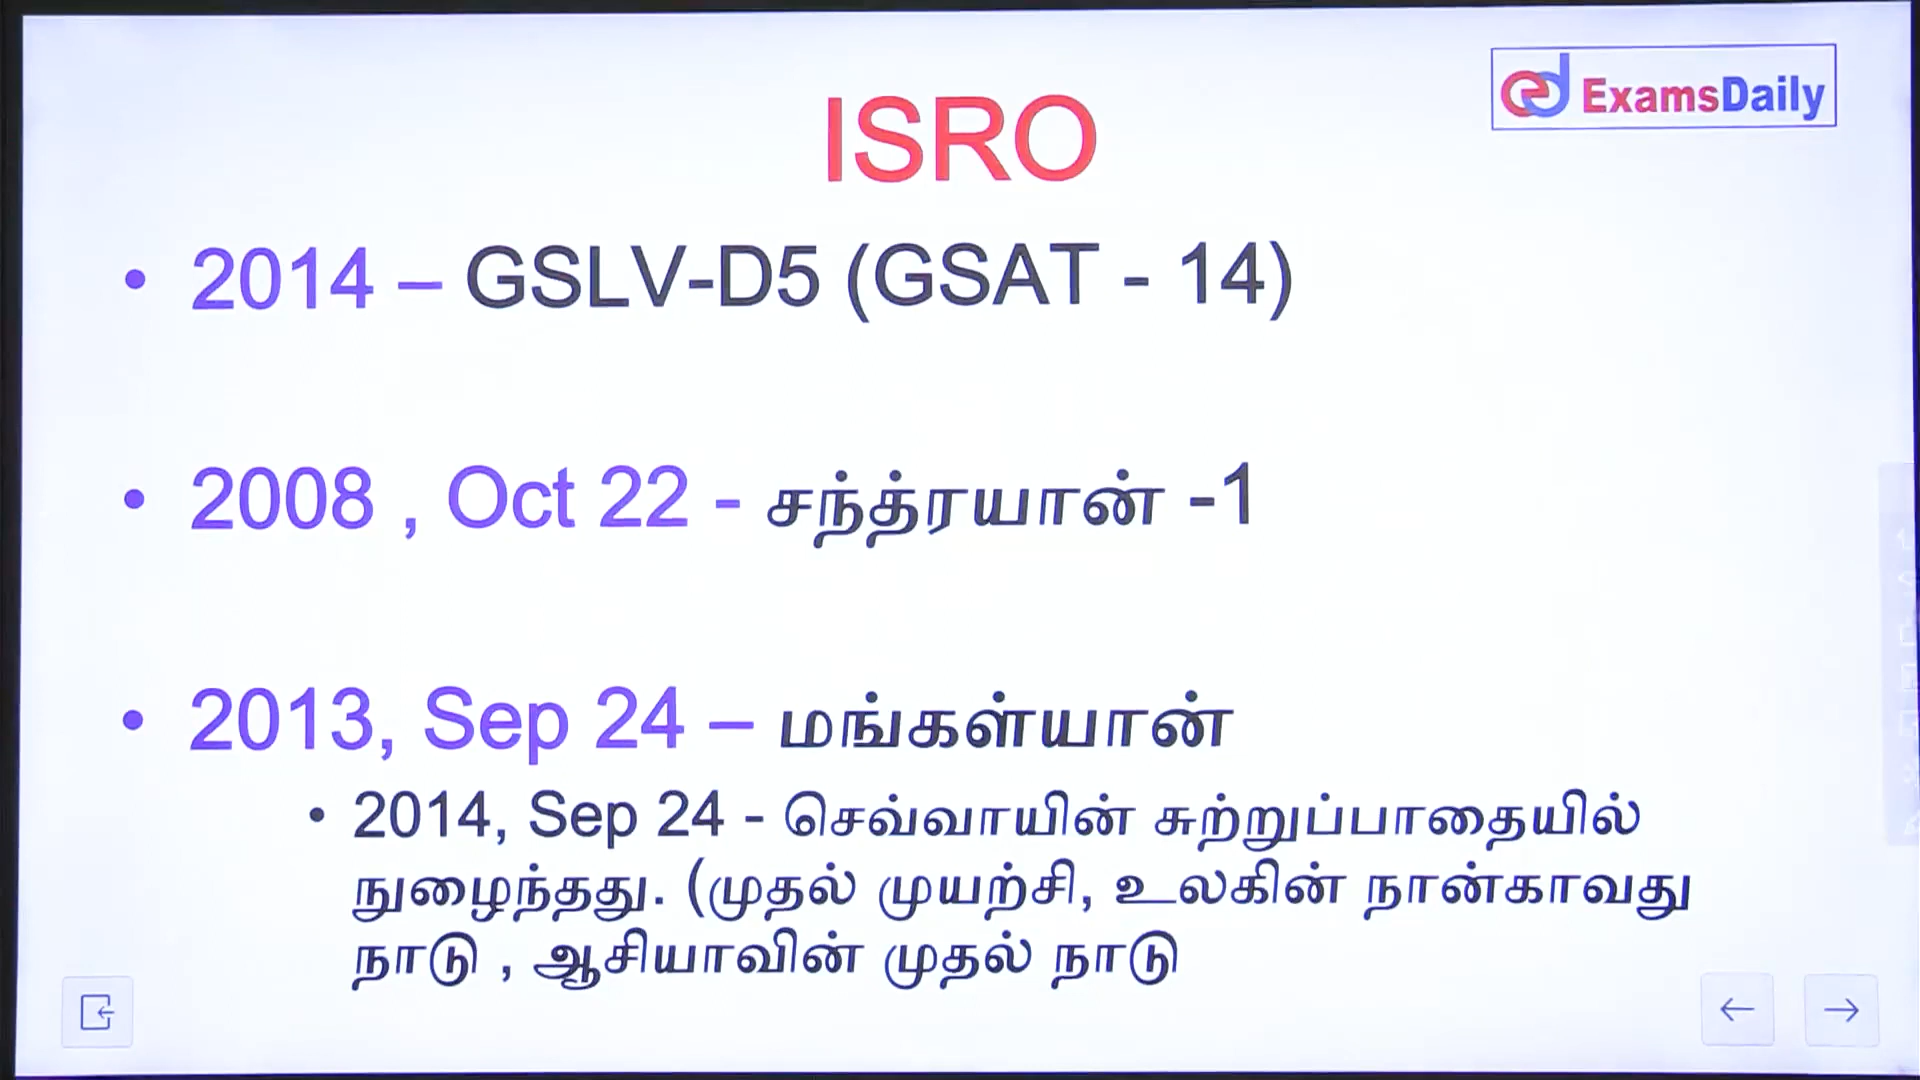 ISRO
ExamsDaily
• 2014 – GSLV-D5 (GSAT - 14)
• 2008 , Oct 22 - சந்த்ரயான் -1
• 2013, Sep 24 – மங்கள்யான்
• 2014, Sep 24 - செவ்வாயின் சுற்றுப்பாதையில்
நுழைந்தது. (முதல் முயற்சி, உலகின் நான்காவது
நாடு , ஆசியாவின் முதல் நாடு